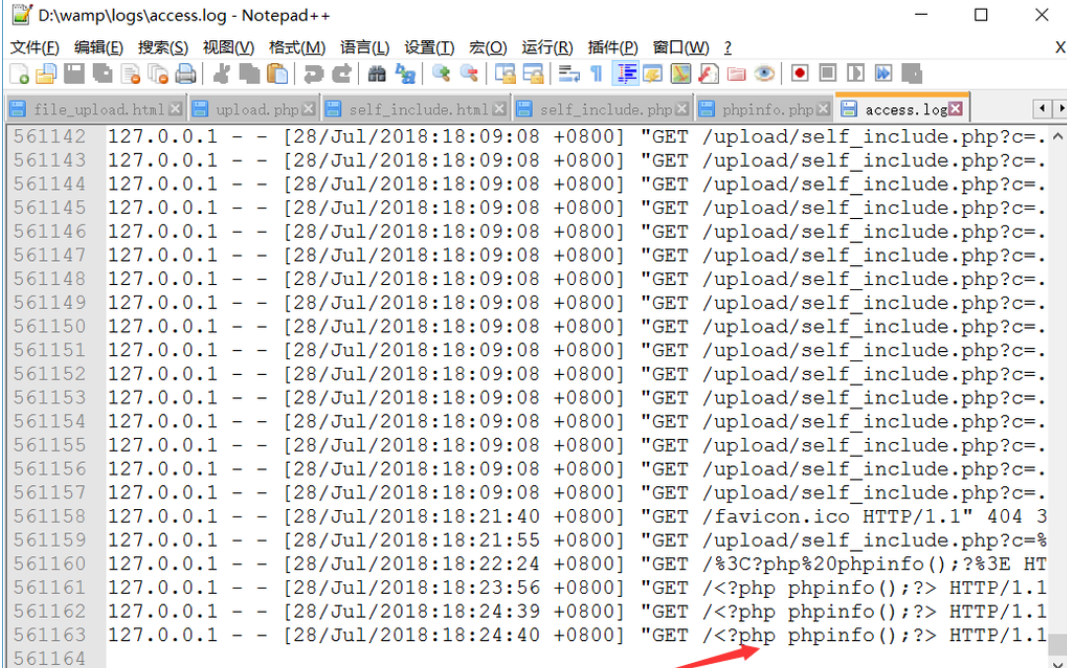 D:\wamp\logs\access.log - Notepad++
文件(F) 编辑(E) 搜索(S) 视图(V) 格式(M) 语言(L) 设置(T) 宏(O) 运行(R) 插件(P) 窗口(W) ? X
file_upload.html upload.php self_include.html self_include.php phpinfo.php access.log
561142 127.0.0.1 - - [28/Jul/2018:18:09:08 +0800] "GET /upload/self_include.php?c=.
561143 127.0.0.1 - - [28/Jul/2018:18:09:08 +0800] "GET /upload/self_include.php?c=.
561144 127.0.0.1 - - [28/Jul/2018:18:09:08 +0800] "GET /upload/self_include.php?c=.
561145 127.0.0.1 - - [28/Jul/2018:18:09:08 +0800] "GET /upload/self_include.php?c=.
561146 127.0.0.1 - - [28/Jul/2018:18:09:08 +0800] "GET /upload/self_include.php?c=.
561147 127.0.0.1 - - [28/Jul/2018:18:09:08 +0800] "GET /upload/self_include.php?c=.
561148 127.0.0.1 - - [28/Jul/2018:18:09:08 +0800] "GET /upload/self_include.php?c=.
561149 127.0.0.1 - - [28/Jul/2018:18:09:08 +0800] "GET /upload/self_include.php?c=.
561150 127.0.0.1 - - [28/Jul/2018:18:09:08 +0800] "GET /upload/self_include.php?c=.
561151 127.0.0.1 - - [28/Jul/2018:18:09:08 +0800] "GET /upload/self_include.php?c=.
561152 127.0.0.1 - - [28/Jul/2018:18:09:08 +0800] "GET /upload/self_include.php?c=.
561153 127.0.0.1 - - [28/Jul/2018:18:09:08 +0800] "GET /upload/self_include.php?c=.
561154 127.0.0.1 - - [28/Jul/2018:18:09:08 +0800] "GET /upload/self_include.php?c=.
561155 127.0.0.1 - - [28/Jul/2018:18:09:08 +0800] "GET /upload/self_include.php?c=.
561156 127.0.0.1 - - [28/Jul/2018:18:09:08 +0800] "GET /upload/self_include.php?c=.
561157 127.0.0.1 - - [28/Jul/2018:18:09:08 +0800] "GET /upload/self_include.php?c=.
561158 127.0.0.1 - - [28/Jul/2018:18:21:40 +0800] "GET /favicon.ico HTTP/1.1" 404 3
561159 127.0.0.1 - - [28/Jul/2018:18:21:55 +0800] "GET /upload/self_include.php?c=%
561160 127.0.0.1 - - [28/Jul/2018:18:22:24 +0800] "GET /%3C?php%20phpinfo();?%3E HT
561161 127.0.0.1 - - [28/Jul/2018:18:23:56 +0800] "GET /<?php phpinfo();?> HTTP/1.1
561162 127.0.0.1 - - [28/Jul/2018:18:24:39 +0800] "GET /<?php phpinfo();?> HTTP/1.1
561163 127.0.0.1 - - [28/Jul/2018:18:24:40 +0800] "GET /<?php phpinfo();?> HTTP/1.1
561164